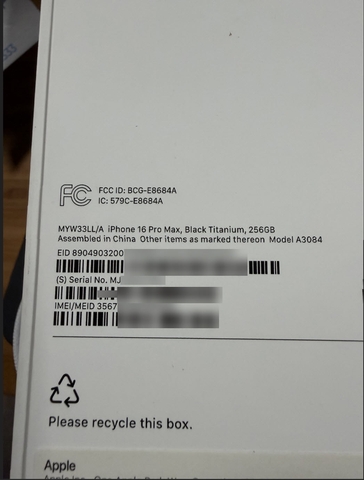 FCC ID: BCG-E8684A
IC: 579C-E8684A
MYW33LL/A iPhone 16 Pro Max, Black Titanium, 256GB
Assembled in China Other items as marked thereon Model A3084
EID 8904903200
(S) Serial No. MJ
IMEI/MEID 3567
Please recycle this box.
Apple